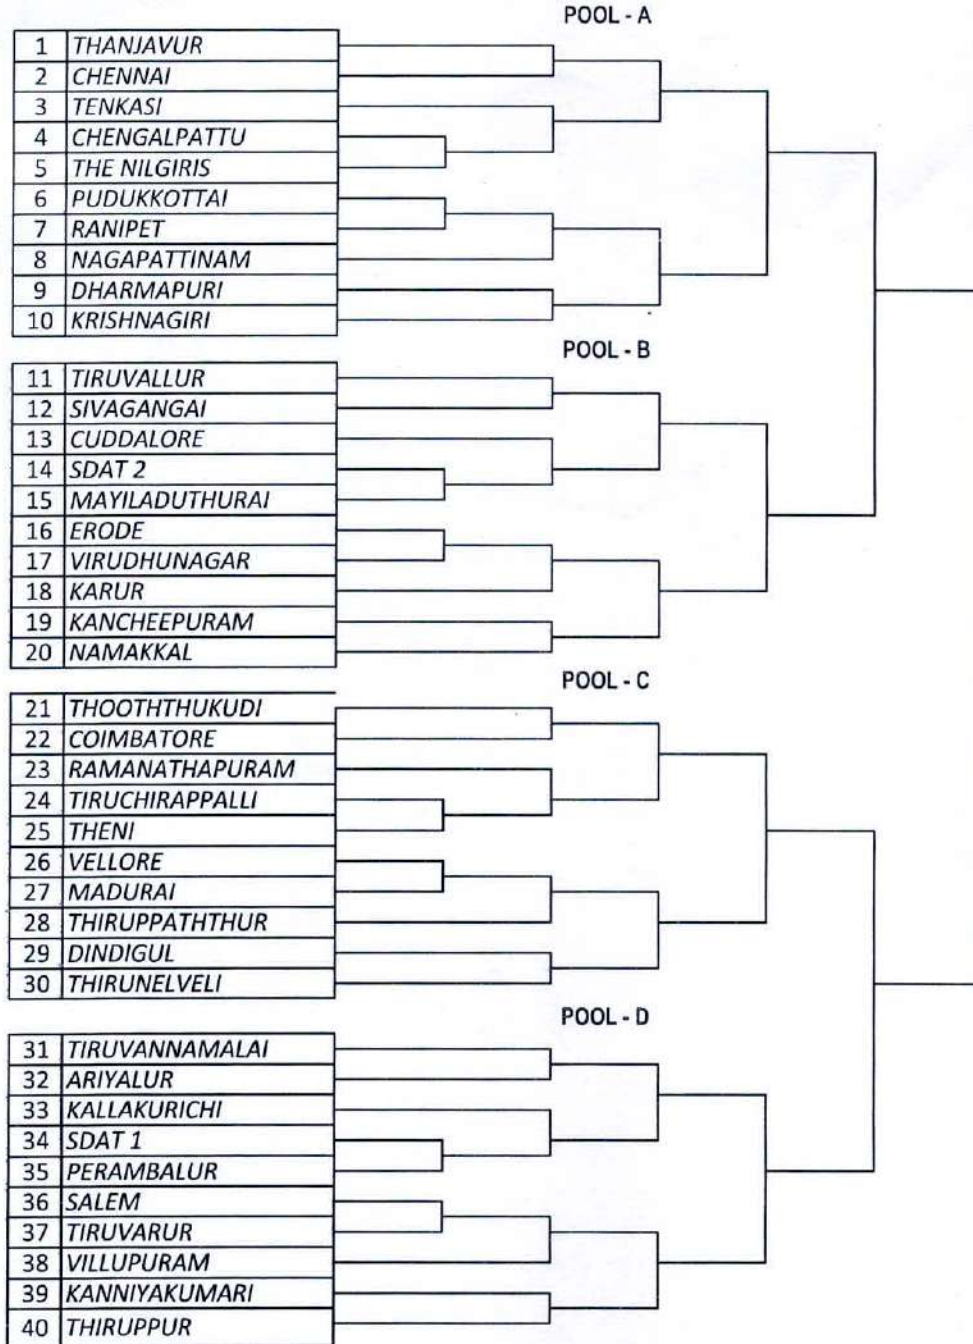 POOL - A
1 THANJAVUR
2 CHENNAI
3 TENKASI
4 CHENGALPATTU
5 THE NILGIRIS
6 PUDUKKOTTAI
7 RANIPET
8 NAGAPATTINAM
9 DHARMAPURI
10 KRISHNAGIRI
POOL - B
11 TIRUVALLUR
12 SIVAGANGAI
13 CUDDALORE
14 SDAT 2
15 MAYILADUTHURAI
16 ERODE
17 VIRUDHUNAGAR
18 KARUR
19 KANCHEEPURAM
20 NAMAKKAL
POOL - C
21 THOOTHTHUKUDI
22 COIMBATORE
23 RAMANATHAPURAM
24 TIRUCHIRAPPALLI
25 THENI
26 VELLORE
27 MADURAI
28 THIRUPPATHTHUR
29 DINDIGUL
30 THIRUNELVELI
POOL - D
31 TIRUVANNAMALAI
32 ARIYALUR
33 KALLAKURICHI
34 SDAT 1
35 PERAMBALUR
36 SALEM
37 TIRUVARUR
38 VILLUPURAM
39 KANNIYAKUMARI
40 THIRUPPUR